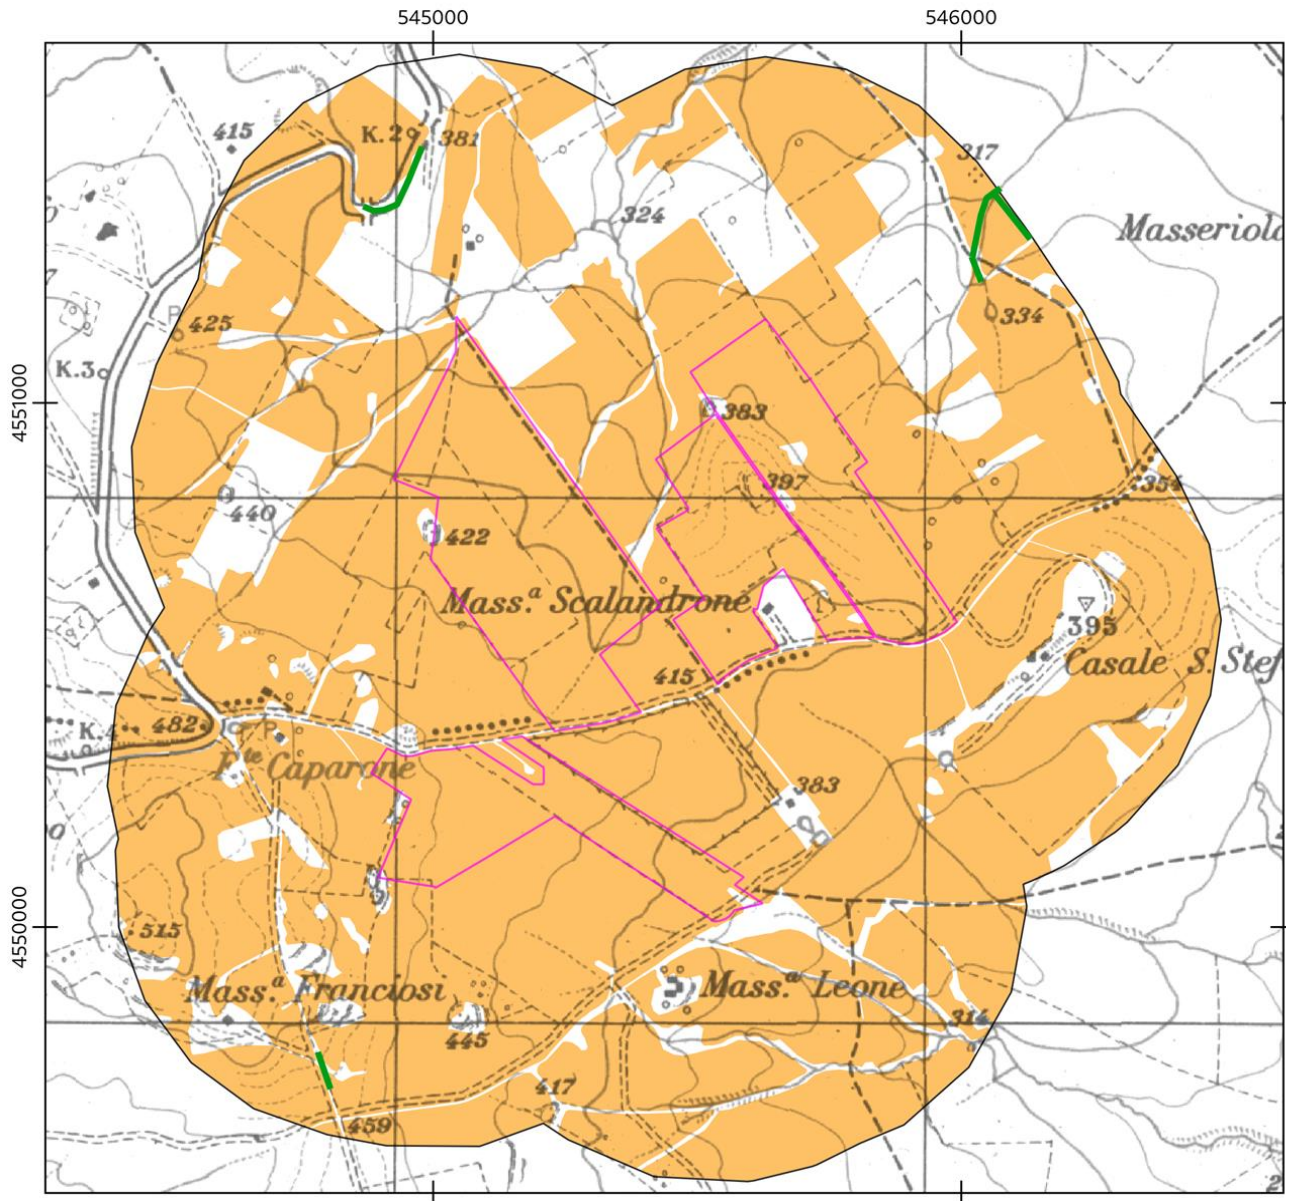 545000 546000
415
K.2
381
317
324
Masseriola
425
334
K.3
4551000
383
397
354
440
422
Mass.ª Scalandrone
395
415
Casale S. Stef
482
K.
F.te Caparone
383
515
4550000
Mass.ª Franciosi
Mass.ª Leone
314
445
417
459